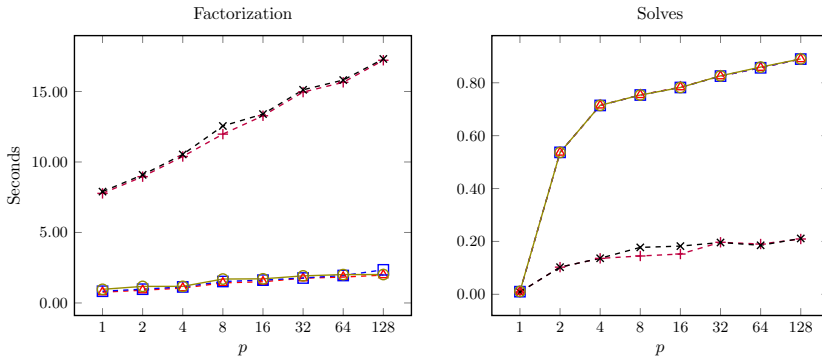 Factorization
15.00
10.00
5.00
0.00
Seconds
1 2 4 8 16 32 64 128
p
Solves
0.80
0.60
0.40
0.20
0.00
1 2 4 8 16 32 64 128
p